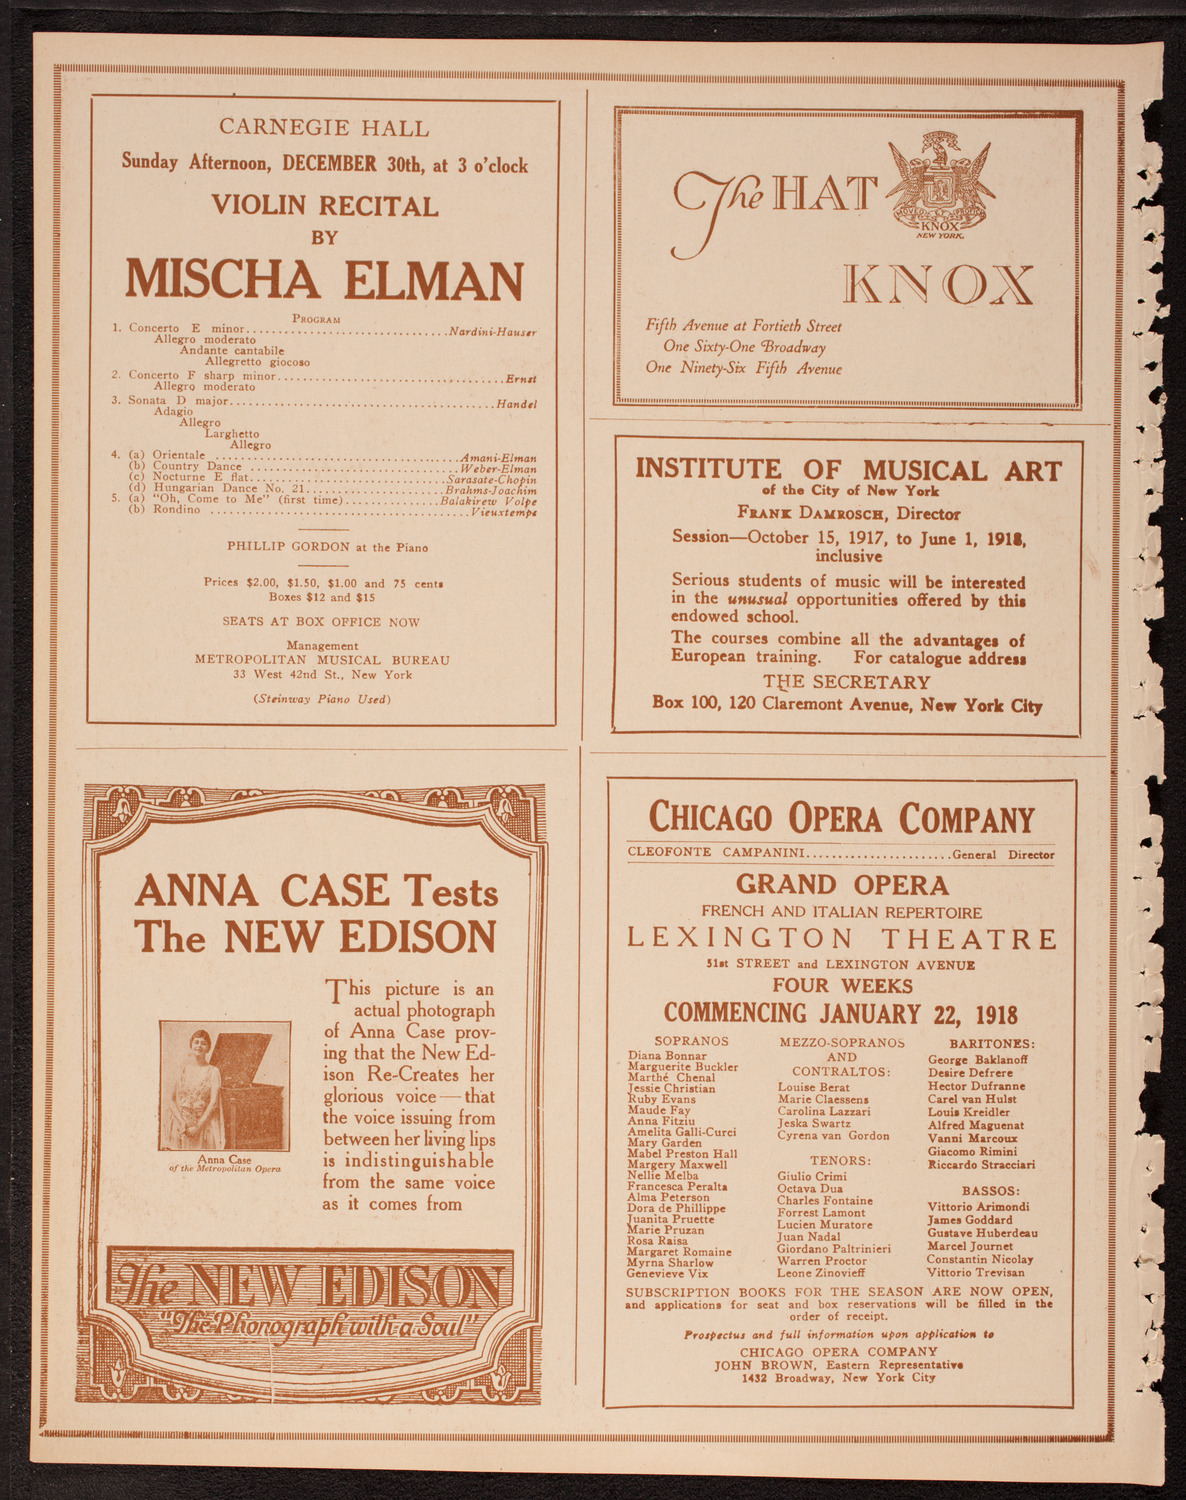 CARNEGIE HALL
Sunday Afternoon, DECEMBER 30th, at 3 o'clock
VIOLIN RECITAL
BY
MISCHA ELMAN
PROGRAM
1. Concerto E minor..............................Nardini-Hauser
Allegro moderato
Andante cantabile
Allegretto giocoso
2. Concerto F sharp minor..................................Ernst
Allegro moderato
3. Sonata D major........................................Handel
Adagio
Allegro
Larghetto
Allegro
4. (a) Orientale ....................................Amani-Elman
(b) Country Dance ...............................Weber-Elman
(c) Nocturne E flat.............................Sarasate-Chopin
(d) Hungarian Dance No. 21.....................Brahms-Joachim
5. (a) "Oh, Come to Me" (first time)..............Balakirew Volpe
(b) Rondino .......................................Vieuxtemps
PHILLIP GORDON at the Piano
Prices $2.00, $1.50, $1.00 and 75 cents
Boxes $12 and $15
SEATS AT BOX OFFICE NOW
Management
METROPOLITAN MUSICAL BUREAU
33 West 42nd St., New York
(Steinway Piano Used)
The HAT
KNOX
NEW YORK.
KNOX
Fifth Avenue at Fortieth Street
One Sixty-One Broadway
One Ninety-Six Fifth Avenue
INSTITUTE OF MUSICAL ART
of the City of New York
FRANK DAMROSCH, Director
Session—October 15, 1917, to June 1, 1918,
inclusive
Serious students of music will be interested
in the unusual opportunities offered by this
endowed school.
The courses combine all the advantages of
European training. For catalogue address
THE SECRETARY
Box 100, 120 Claremont Avenue, New York City
ANNA CASE Tests
The NEW EDISON
This picture is an
actual photograph
of Anna Case prov-
ing that the New Ed-
ison Re-Creates her
glorious voice—that
the voice issuing from
between her living lips
is indistinguishable
from the same voice
as it comes from
Anna Case
of the Metropolitan Opera
The NEW EDISON
"The Phonograph with a Soul"
CHICAGO OPERA COMPANY
CLEOFONTE CAMPANINI.......................General Director
GRAND OPERA
FRENCH AND ITALIAN REPERTOIRE
LEXINGTON THEATRE
51st STREET and LEXINGTON AVENUE
FOUR WEEKS
COMMENCING JANUARY 22, 1918
SOPRANOS
Diana Bonnar
Marguerite Buckler
Marthé Chenal
Jessie Christian
Ruby Evans
Maude Fay
Anna Fitziu
Amelita Galli-Curci
Mary Garden
Mabel Preston Hall
Margery Maxwell
Nellie Melba
Francesca Peralta
Alma Peterson
Dora de Phillippe
Juanita Pruette
Marie Pruzan
Rosa Raisa
Margaret Romaine
Myrna Sharlow
Genevieve Vix
MEZZO-SOPRANOS
AND
CONTRALTOS:
Louise Berat
Marie Claessens
Carolina Lazzari
Jeska Swartz
Cyrena van Gordon
TENORS:
Giulio Crimi
Octava Dua
Charles Fontaine
Forrest Lamont
Lucien Muratore
Juan Nadal
Giordano Paltrinieri
Warren Proctor
Leone Zinovieff
BARITONES:
George Baklanoff
Desire Defrere
Hector Dufranne
Carel van Hulst
Louis Kreidler
Alfred Maguenat
Vanni Marcoux
Giacomo Rimini
Riccardo Stracciari
BASSOS:
Vittorio Arimondi
James Goddard
Gustave Huberdeau
Marcel Journet
Constantin Nicolay
Vittorio Trevisan
SUBSCRIPTION BOOKS FOR THE SEASON ARE NOW OPEN,
and applications for seat and box reservations will be filled in the
order of receipt.
Prospectus and full information upon application to
CHICAGO OPERA COMPANY
JOHN BROWN, Eastern Representative
1432 Broadway, New York City